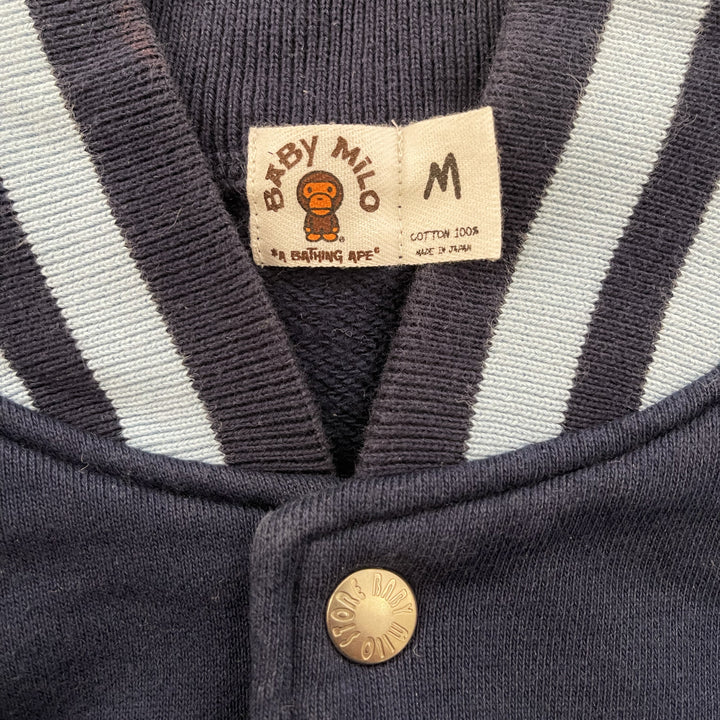 BABY MiLO
®
"A BATHING APE"
M
COTTON 100%
MADE IN JAPAN
BABY MiLO STORE